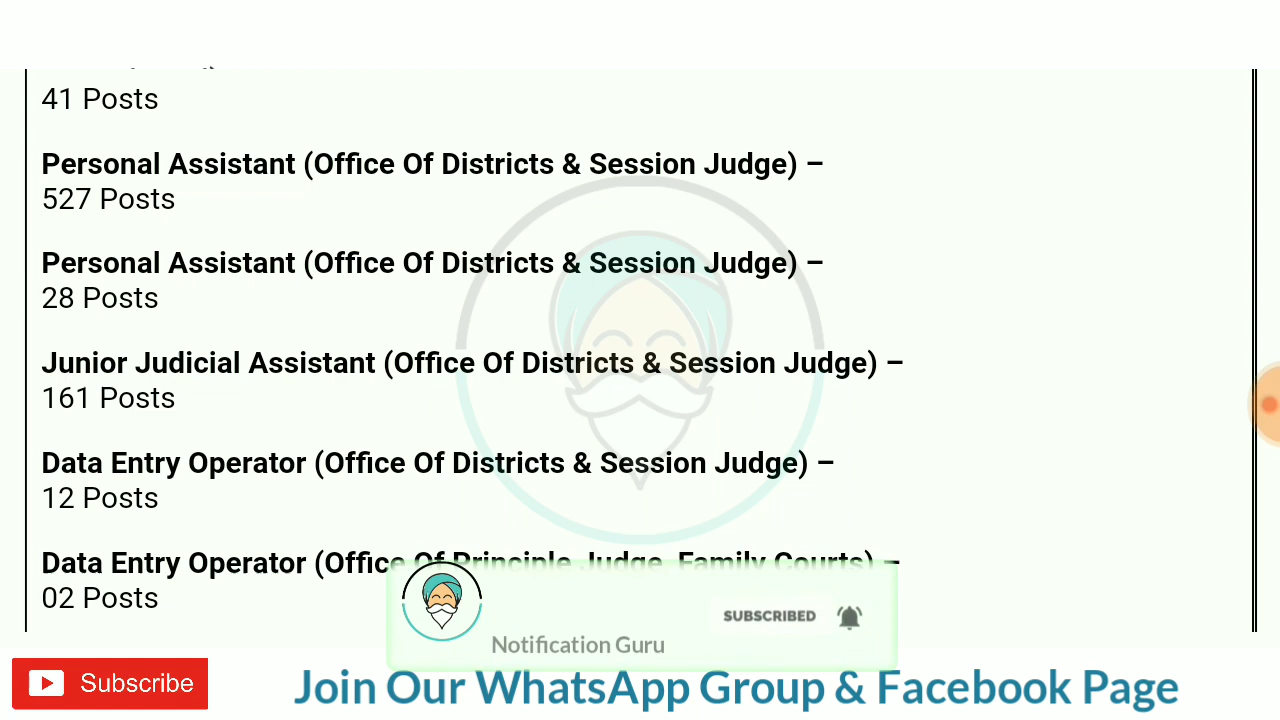 41 Posts
Personal Assistant (Office Of Districts & Session Judge) –
527 Posts
Personal Assistant (Office Of Districts & Session Judge) –
28 Posts
Junior Judicial Assistant (Office Of Districts & Session Judge) –
161 Posts
Data Entry Operator (Office Of Districts & Session Judge) –
12 Posts
Data Entry Operator (Office Of Principle Judge, Family Courts) –
02 Posts
SUBSCRIBED
Notification Guru
Subscribe
Join Our WhatsApp Group & Facebook Page